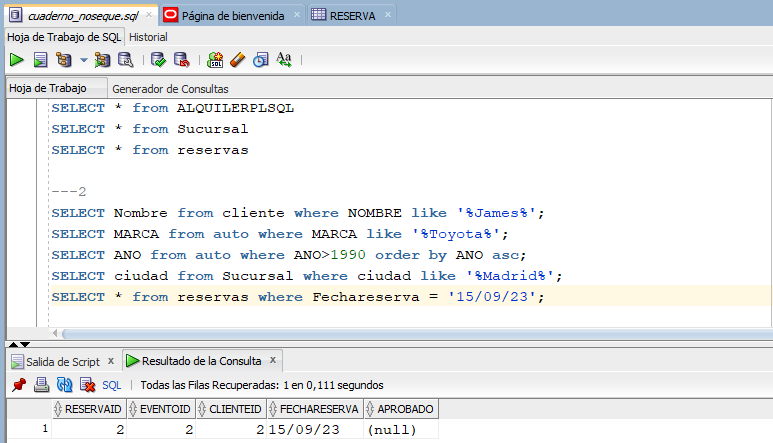 cuaderno_noseque.sql × Página de bienvenida × RESERVA ×
Hoja de Trabajo de SQL Historial
Hoja de Trabajo Generador de Consultas
SELECT * from ALQUILERPLSQL
SELECT * from Sucursal
SELECT * from reservas
---2
SELECT Nombre from cliente where NOMBRE like '%James%';
SELECT MARCA from auto where MARCA like '%Toyota%';
SELECT ANO from auto where ANO>1990 order by ANO asc;
SELECT ciudad from Sucursal where ciudad like '%Madrid%';
SELECT * from reservas where Fechareserva = '15/09/23';
Salida de Script × Resultado de la Consulta ×
SQL | Todas las Filas Recuperadas: 1 en 0,111 segundos
RESERVAID EVENTOID CLIENTEID FECHARESERVA APROBADO
1 2 2 2 15/09/23 (null)